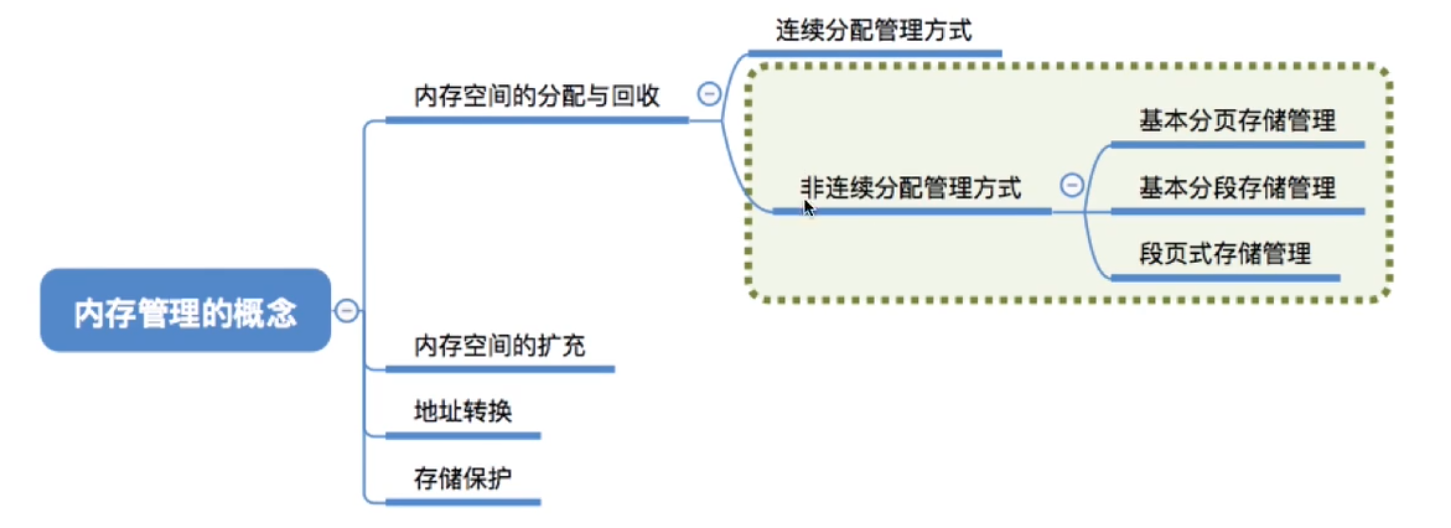 内存管理的概念
内存空间的分配与回收
连续分配管理方式
非连续分配管理方式
基本分页存储管理
基本分段存储管理
段页式存储管理
内存空间的扩充
地址转换
存储保护